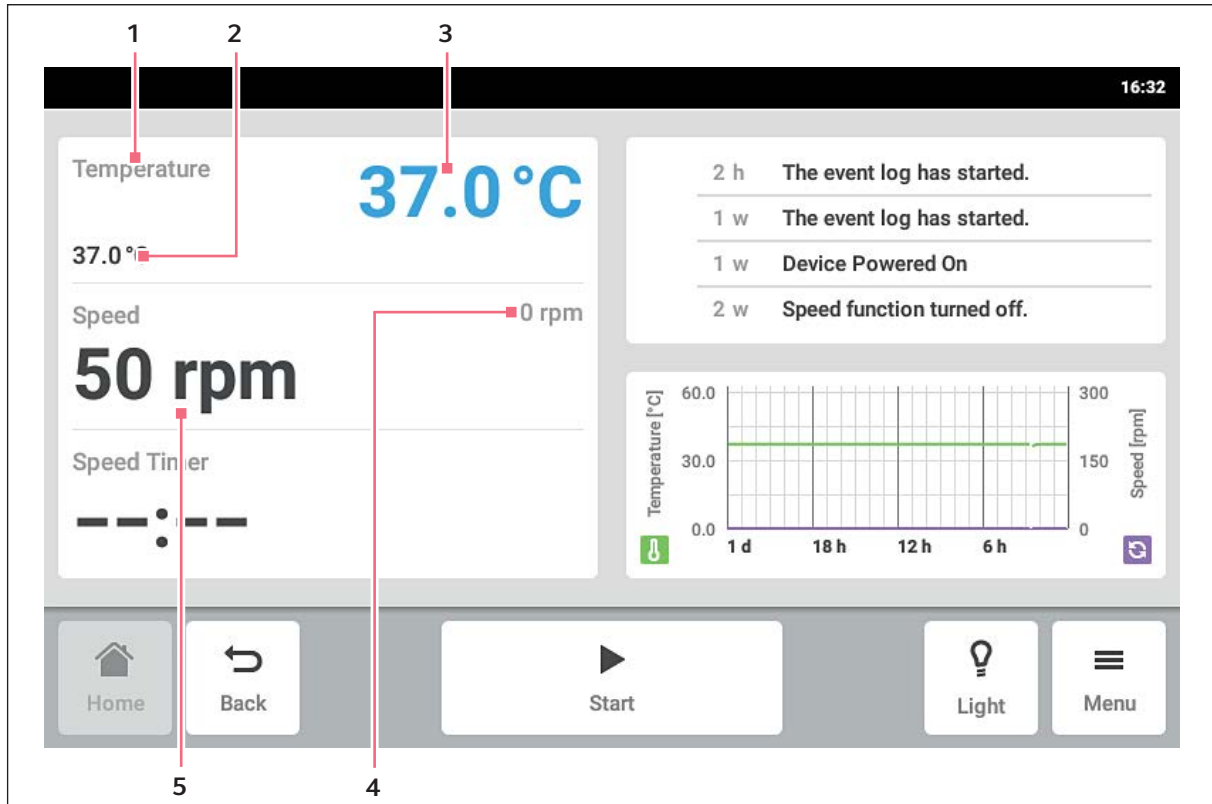 1 2 3
16:32
Temperature
37.0 °C
37.0 °C
Speed
0 rpm
50 rpm
Speed Timer
--:--
2 h The event log has started.
1 w The event log has started.
1 w Device Powered On
2 w Speed function turned off.
Temperature [°C]
60.0
30.0
0.0
300
150
0
Speed [rpm]
1 d 18 h 12 h 6 h
Home
Back
Start
Light
Menu
5 4